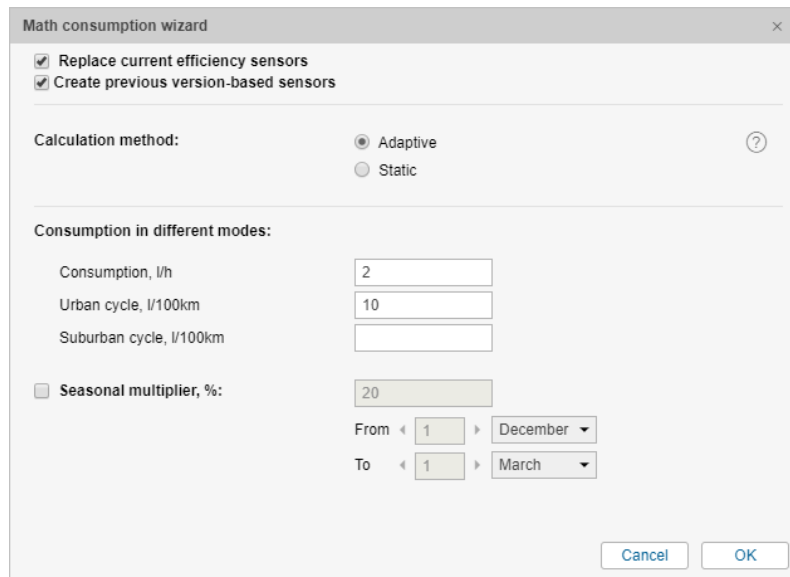 Math consumption wizard ×
Replace current efficiency sensors
Create previous version-based sensors
Calculation method: Adaptive ?
Static
Consumption in different modes:
Consumption, l/h 2
Urban cycle, l/100km 10
Suburban cycle, l/100km
Seasonal multiplier, %: 20
From 1 December
To 1 March
Cancel OK